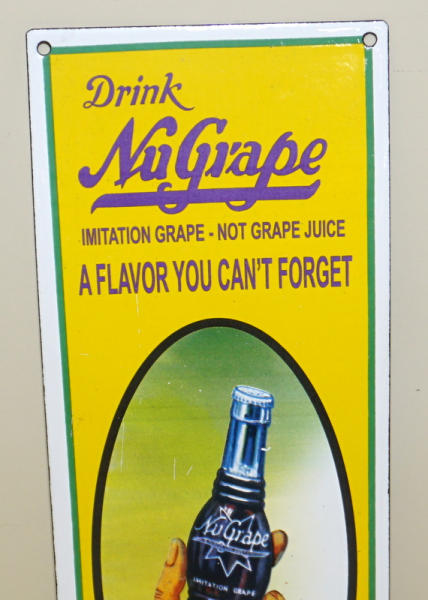 Drink
NuGrape
IMITATION GRAPE - NOT GRAPE JUICE
A FLAVOR YOU CAN'T FORGET
NuGrape
IMITATION GRAPE